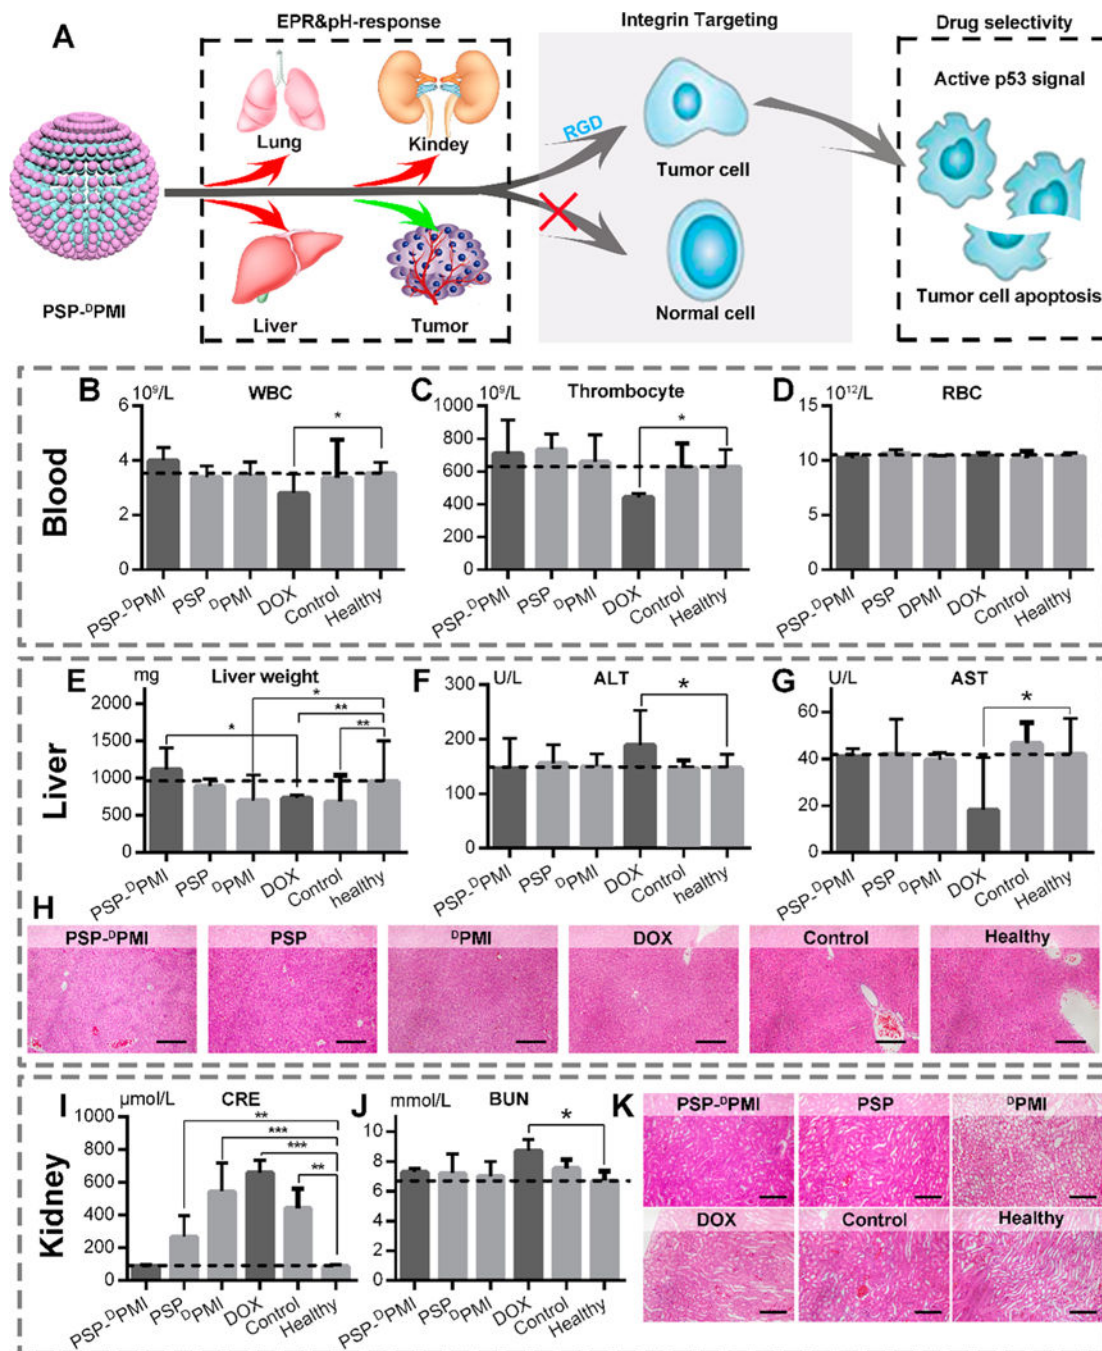 A
EPR&pH-response
Integrin Targeting
Drug selectivity
Lung
Kindey
Liver
Tumor
PSP-ᴰPMI
RGD
Tumor cell
Normal cell
Active p53 signal
Tumor cell apoptosis
Blood
B
10⁹/L
WBC
6
4
2
0
PSP-ᴰPMI
PSP
ᴰPMI
DOX
Control
Healthy
*
C
10⁹/L
Thrombocyte
1000
800
600
400
200
0
PSP-ᴰPMI
PSP
ᴰPMI
DOX
Control
Healthy
*
D
10¹²/L
RBC
15
10
5
0
PSP-ᴰPMI
PSP
DPMI
DOX
Control
Healthy
Liver
E
mg
Liver weight
2000
1500
1000
500
0
PSP-ᴰPMI
PSP
ᴰPMI
DOX
Control
healthy
*
**
**
*
F
U/L
ALT
300
200
100
0
PSP-ᴰPMI
PSP
ᴰPMI
DOX
Control
healthy
*
G
U/L
AST
60
40
20
0
PSP-ᴰPMI
PSP
ᴰPMI
DOX
Control
Healthy
*
H
PSP-ᴰPMI
PSP
ᴰPMI
DOX
Control
Healthy
Kidney
I
μmol/L
CRE
1000
800
600
400
200
0
PSP-ᴰPMI
PSP
ᴰPMI
DOX
Control
Healthy
**
***
***
**
J
mmol/L
BUN
10
8
6
4
2
0
PSP-ᴰPMI
PSP
ᴰPMI
DOX
Control
Healthy
*
K
PSP-ᴰPMI
PSP
ᴰPMI
DOX
Control
Healthy